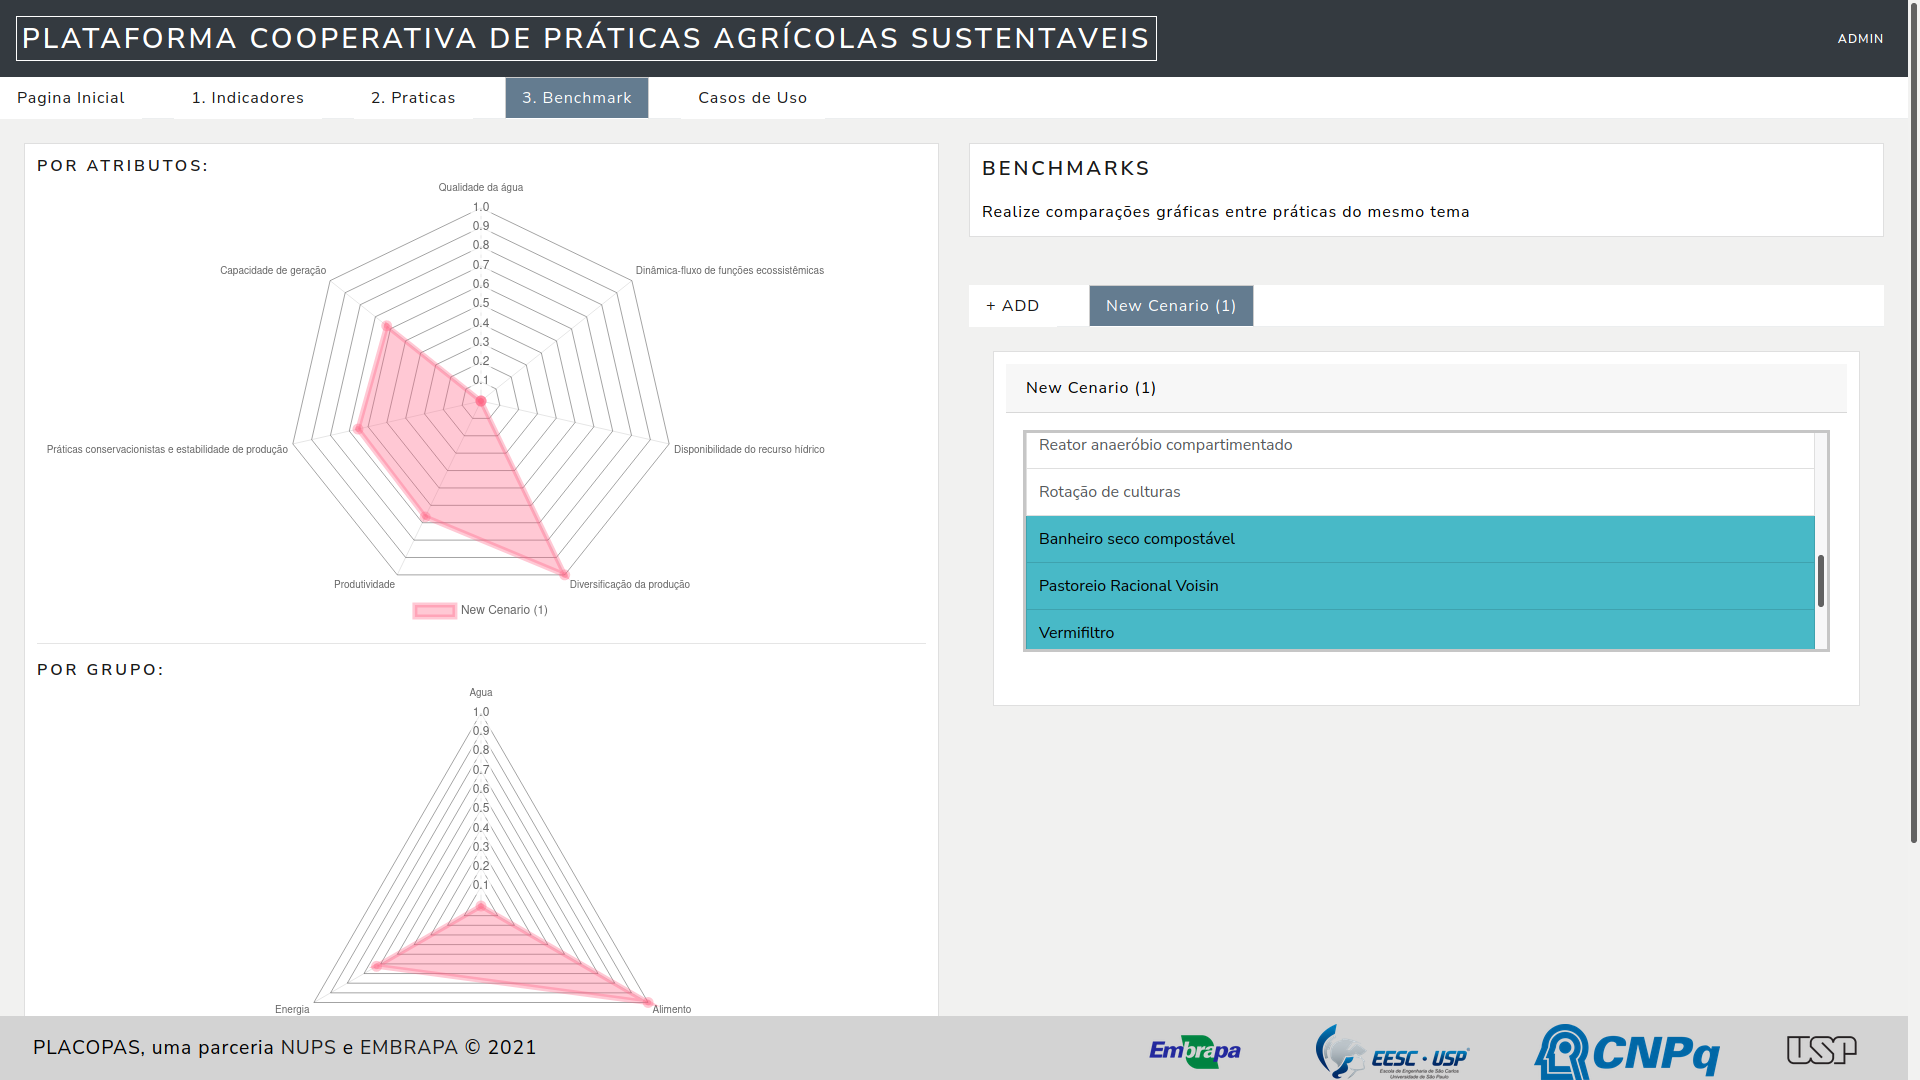 PLATAFORMA COOPERATIVA DE PRÁTICAS AGRÍCOLAS SUSTENTAVEIS
ADMIN
Pagina Inicial
1. Indicadores
2. Praticas
3. Benchmark
Casos de Uso
POR ATRIBUTOS:
Qualidade da água
1.0
0.9
0.8
0.7
0.6
0.5
0.4
0.3
0.2
0.1
Capacidade de geração
Dinâmica-fluxo de funções ecossistêmicas
Práticas conservacionistas e estabilidade de produção
Disponibilidade do recurso hídrico
Produtividade
Diversificação da produção
New Cenario (1)
POR GRUPO:
Agua
1.0
0.9
0.8
0.7
0.6
0.5
0.4
0.3
0.2
0.1
Energia
Alimento
BENCHMARKS
Realize comparações gráficas entre práticas do mesmo tema
+ ADD
New Cenario (1)
New Cenario (1)
Reator anaeróbio compartimentado
Rotação de culturas
Banheiro seco compostável
Pastoreio Racional Voisin
Vermifiltro
PLACOPAS, uma parceria NUPS e EMBRAPA © 2021
Embrapa
EESC · USP
Escola de Engenharia de São Carlos
Universidade de São Paulo
CNPq
USP